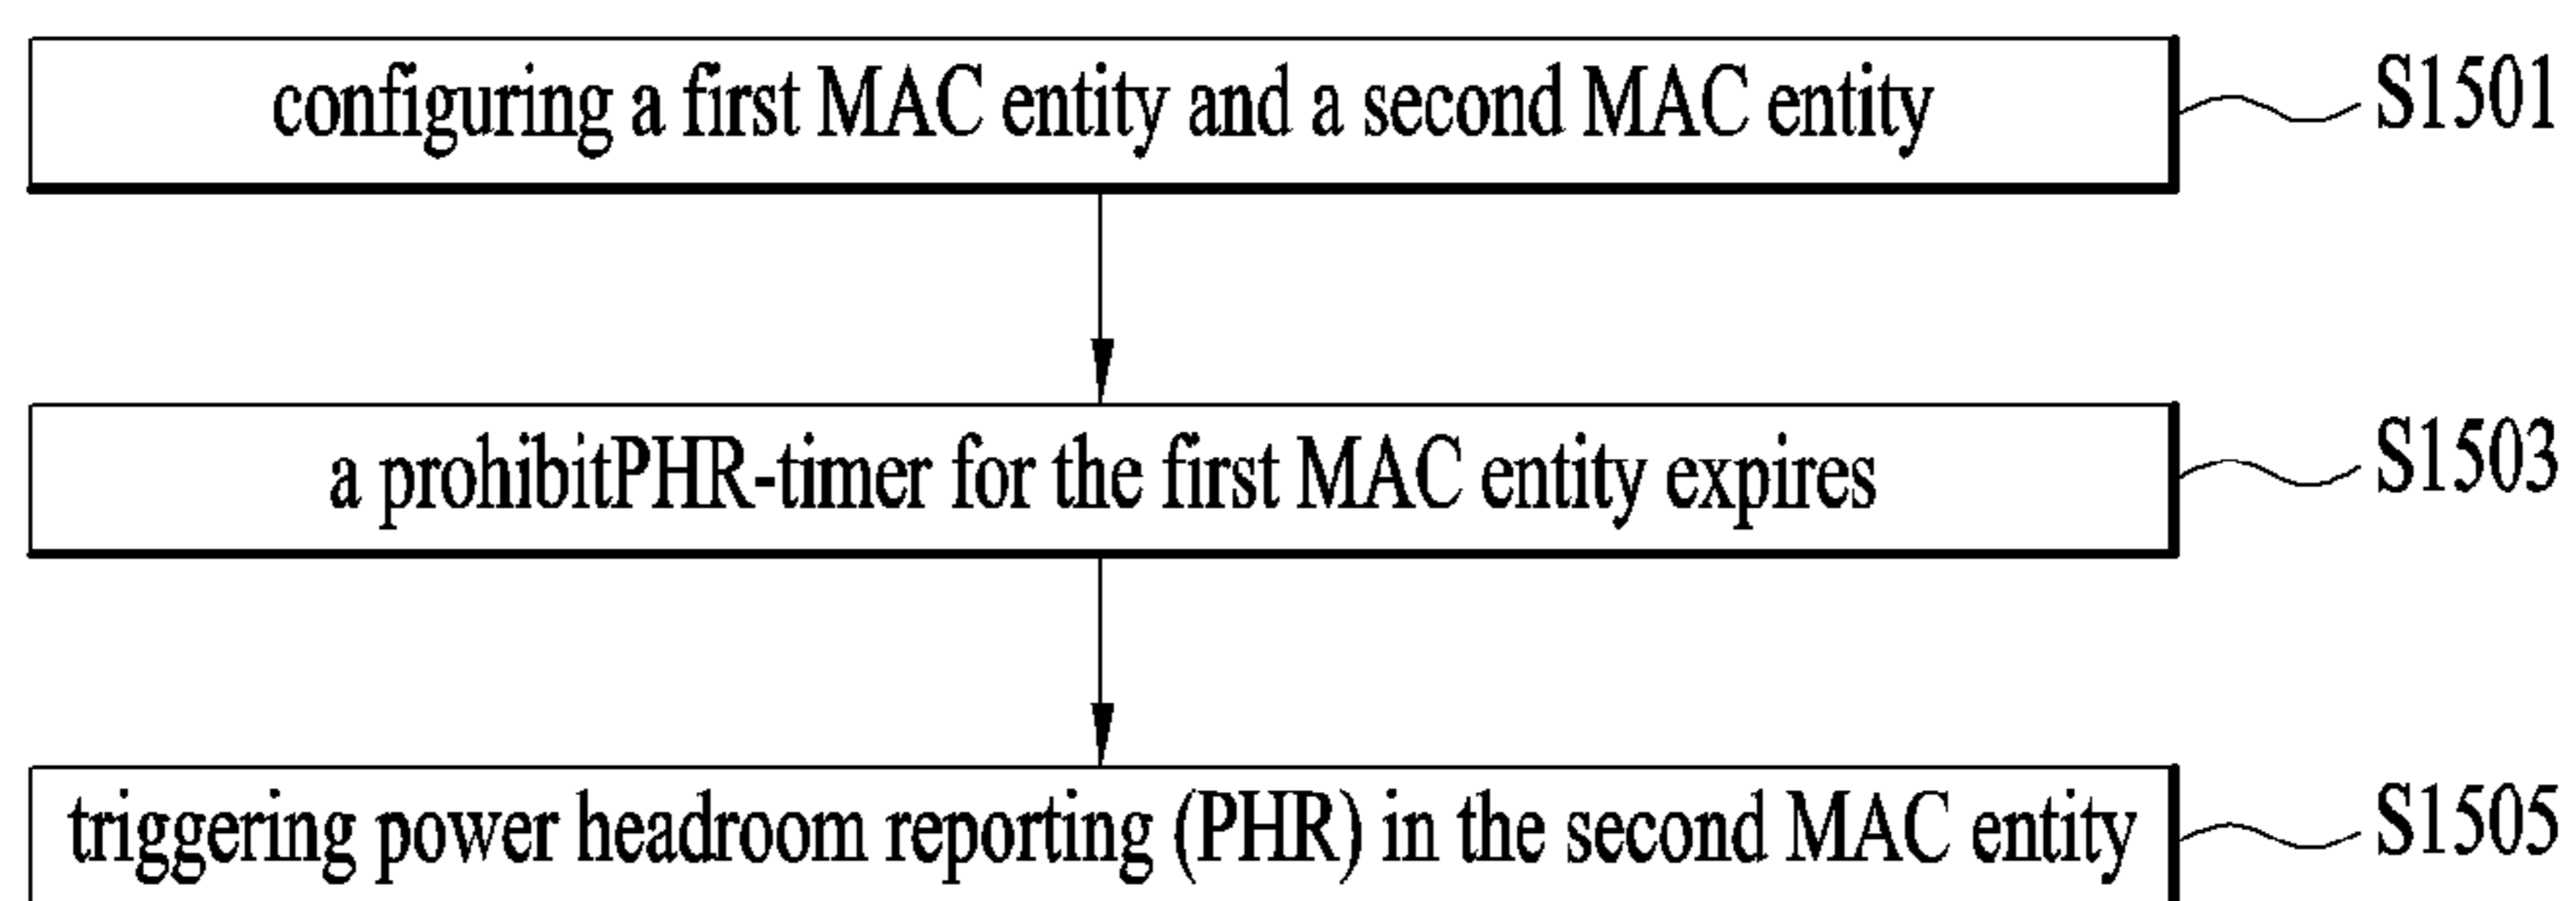 configuring a first MAC entity and a second MAC entity S1501
a prohibitPHR-timer for the first MAC entity expires S1503
triggering power headroom reporting (PHR) in the second MAC entity S1505